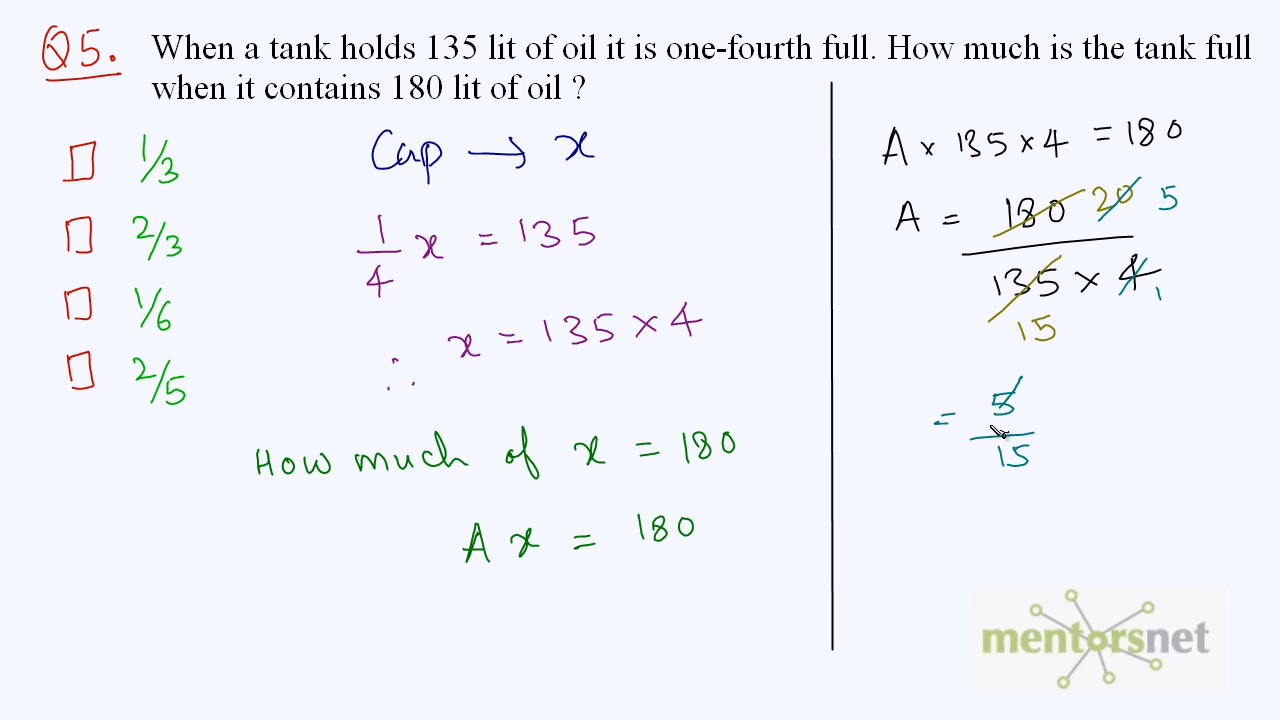 Q5. When a tank holds 135 lit of oil it is one-fourth full. How much is the tank full
when it contains 180 lit of oil ?
1/3
2/3
1/6
2/5
Cap → x
1/4 x = 135
∴ x = 135 × 4
How much of x = 180
A x = 180
A × 135 × 4 = 180
A = 180 20 5
135 × 4 1
15
= 5
15
mentorsnet